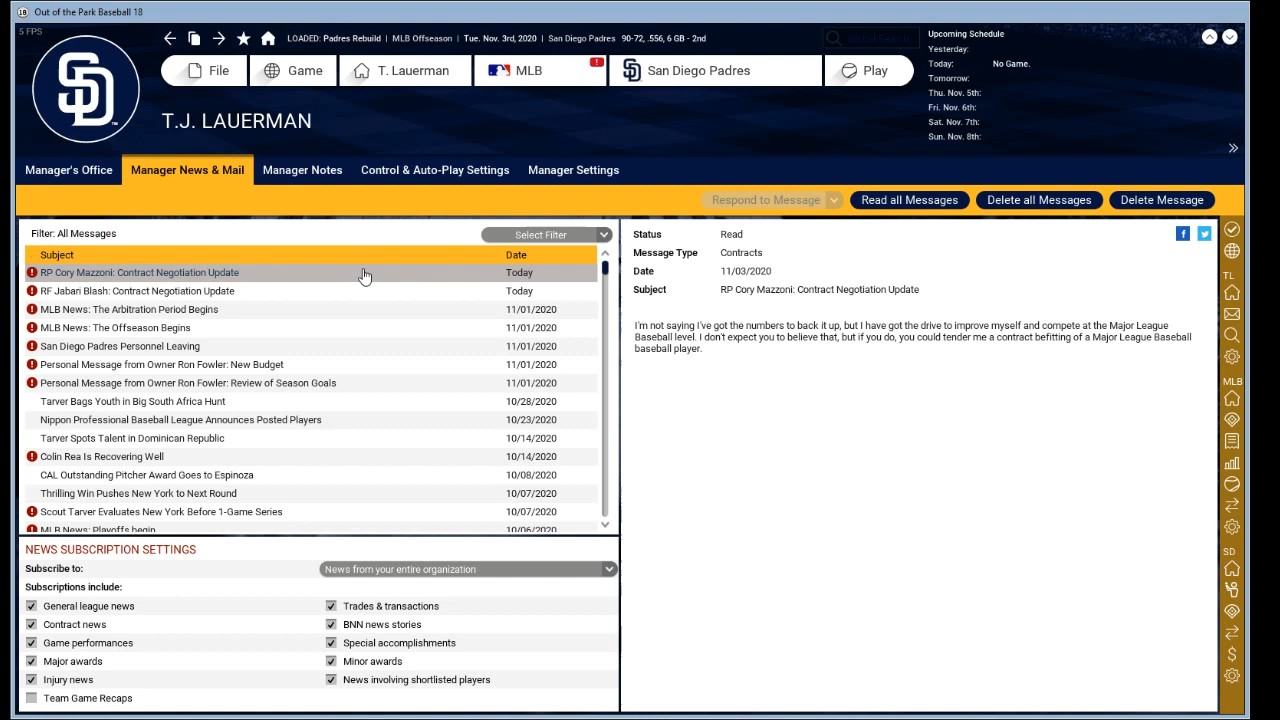 Out of the Park Baseball 18
5 FPS
LOADED: Padres Rebuild | MLB Offseason | Tue. Nov. 3rd, 2020 | San Diego Padres 90-72, .556, 6 GB - 2nd
File
Game
T. Lauerman
MLB
San Diego Padres
Play
Upcoming Schedule
Yesterday:
Today: No Game.
Tomorrow:
Thu. Nov. 5th:
Fri. Nov. 6th:
Sat. Nov. 7th:
Sun. Nov. 8th:
SD
T.J. LAUERMAN
Manager's Office
Manager News & Mail
Manager Notes
Control & Auto-Play Settings
Manager Settings
Respond to Message
Read all Messages
Delete all Messages
Delete Message
Filter: All Messages
Select Filter
Subject Date
RP Cory Mazzoni: Contract Negotiation Update Today
RF Jabari Blash: Contract Negotiation Update Today
MLB News: The Arbitration Period Begins 11/01/2020
MLB News: The Offseason Begins 11/01/2020
San Diego Padres Personnel Leaving 11/01/2020
Personal Message from Owner Ron Fowler: New Budget 11/01/2020
Personal Message from Owner Ron Fowler: Review of Season Goals 11/01/2020
Tarver Bags Youth in Big South Africa Hunt 10/28/2020
Nippon Professional Baseball League Announces Posted Players 10/23/2020
Tarver Spots Talent in Dominican Republic 10/14/2020
Colin Rea Is Recovering Well 10/14/2020
CAL Outstanding Pitcher Award Goes to Espinoza 10/08/2020
Thrilling Win Pushes New York to Next Round 10/07/2020
Scout Tarver Evaluates New York Before 1-Game Series 10/07/2020
MLB News: Playoffs begin 10/06/2020
Status Read
Message Type Contracts
Date 11/03/2020
Subject RP Cory Mazzoni: Contract Negotiation Update
I'm not saying I've got the numbers to back it up, but I have got the drive to improve myself and compete at the Major League
Baseball level. I don't expect you to believe that, but if you do, you could tender me a contract befitting of a Major League Baseball
baseball player.
NEWS SUBSCRIPTION SETTINGS
Subscribe to: News from your entire organization
Subscriptions include:
General league news Trades & transactions
Contract news BNN news stories
Game performances Special accomplishments
Major awards Minor awards
Injury news News involving shortlisted players
Team Game Recaps
TL
MLB
SD